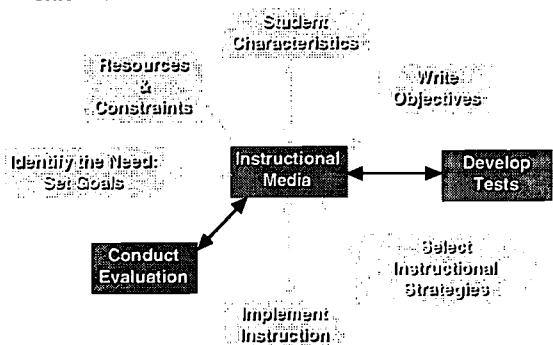 Student
Characteristics
Resources
&
Constraints
Write
Objectives
Identify the Need:
Set Goals
Instructional
Media
Develop
Tests
Conduct
Evaluation
Select
Instructional
Strategies
Implement
Instruction